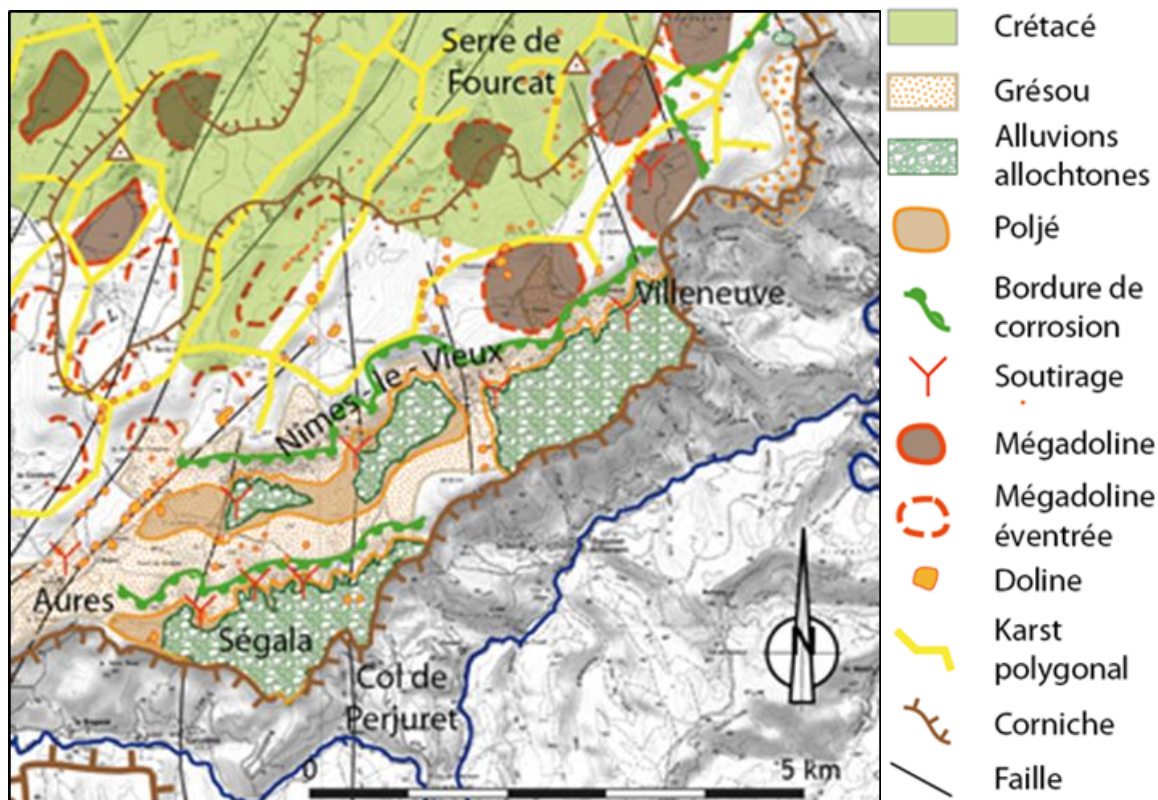 Serre de
Fourcat
Villeneuve
Nîmes-le-Vieux
Aures
Ségala
Col de
Perjuret
N
0
5 km
Crétacé
Grésou
Alluvions
allochtones
Poljé
Bordure de
corrosion
Soutirage
Mégadoline
Mégadoline
éventrée
Doline
Karst
polygonal
Corniche
Faille